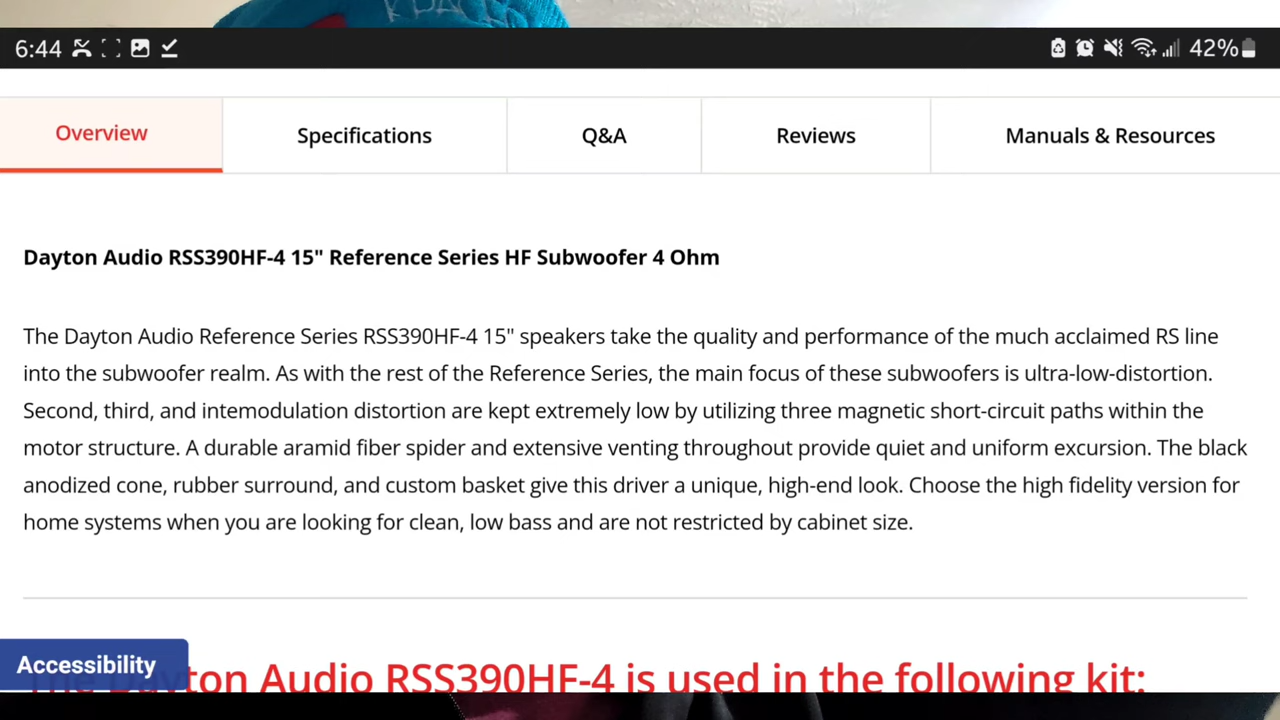 6:44
42%
Overview
Specifications
Q&A
Reviews
Manuals & Resources
Dayton Audio RSS390HF-4 15" Reference Series HF Subwoofer 4 Ohm
The Dayton Audio Reference Series RSS390HF-4 15" speakers take the quality and performance of the much acclaimed RS line
into the subwoofer realm. As with the rest of the Reference Series, the main focus of these subwoofers is ultra-low-distortion.
Second, third, and intemodulation distortion are kept extremely low by utilizing three magnetic short-circuit paths within the
motor structure. A durable aramid fiber spider and extensive venting throughout provide quiet and uniform excursion. The black
anodized cone, rubber surround, and custom basket give this driver a unique, high-end look. Choose the high fidelity version for
home systems when you are looking for clean, low bass and are not restricted by cabinet size.
Accessibility
The Dayton Audio RSS390HF-4 is used in the following kit: